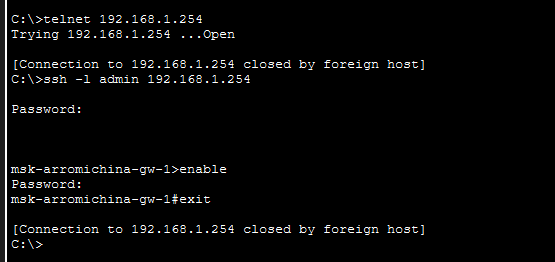 C:\>telnet 192.168.1.254
Trying 192.168.1.254 ...Open
[Connection to 192.168.1.254 closed by foreign host]
C:\>ssh -l admin 192.168.1.254
Password:
msk-arromichina-gw-1>enable
Password:
msk-arromichina-gw-1#exit
[Connection to 192.168.1.254 closed by foreign host]
C:\>